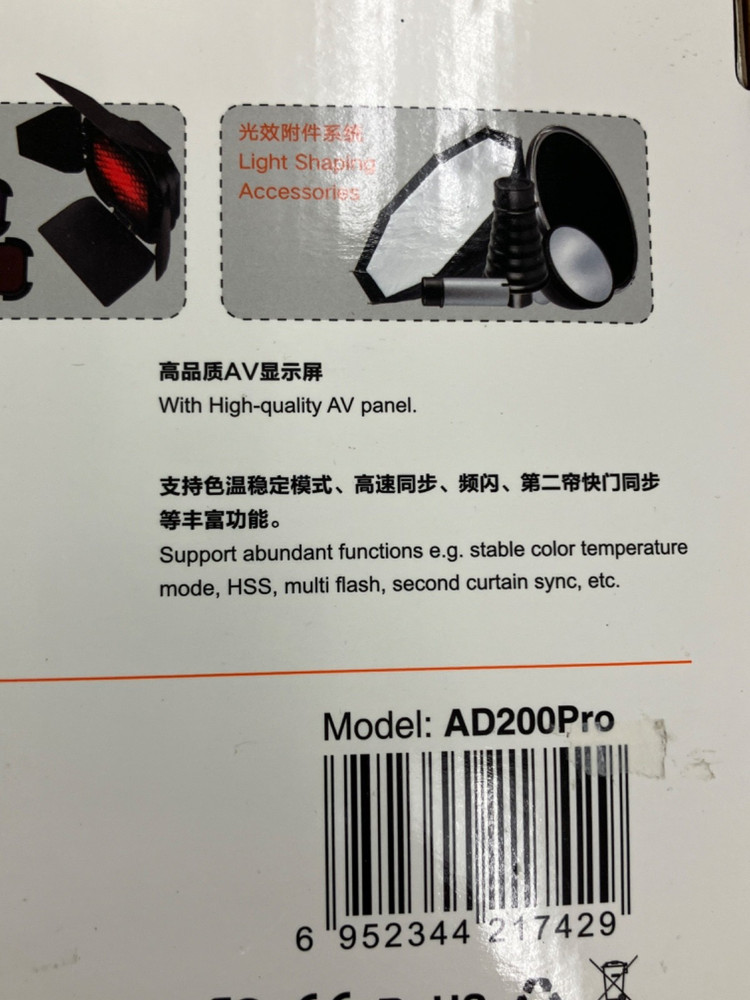 光效附件系统
Light Shaping
Accessories
高品质AV显示屏
With High-quality AV panel.
支持色温稳定模式、高速同步、频闪、第二帘快门同步
等丰富功能。
Support abundant functions e.g. stable color temperature
mode, HSS, multi flash, second curtain sync, etc.
Model: AD200Pro
6 952344 217429